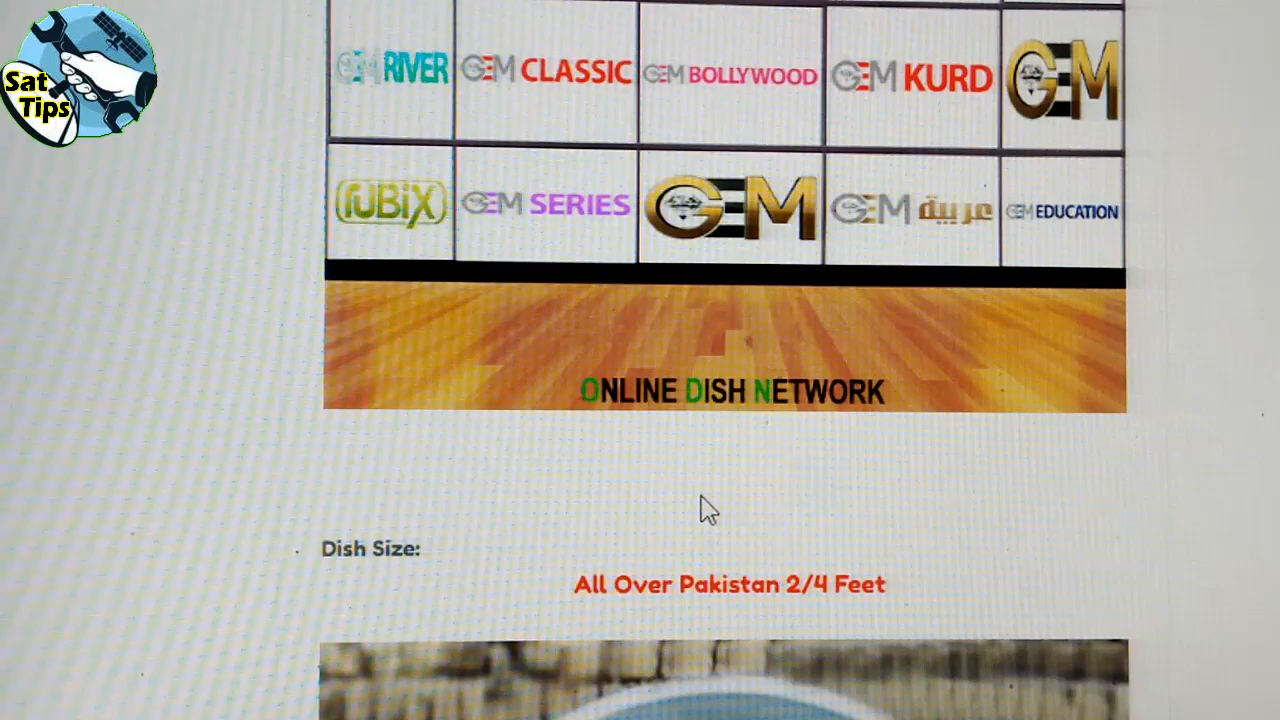 Sat
Tips
GEM RIVER
GEM CLASSIC
GEM BOLLYWOOD
GEM KURD
GEM
rubix
GEM SERIES
GEM
GEM عربية
GEM EDUCATION
ONLINE DISH NETWORK
Dish Size:
All Over Pakistan 2/4 Feet